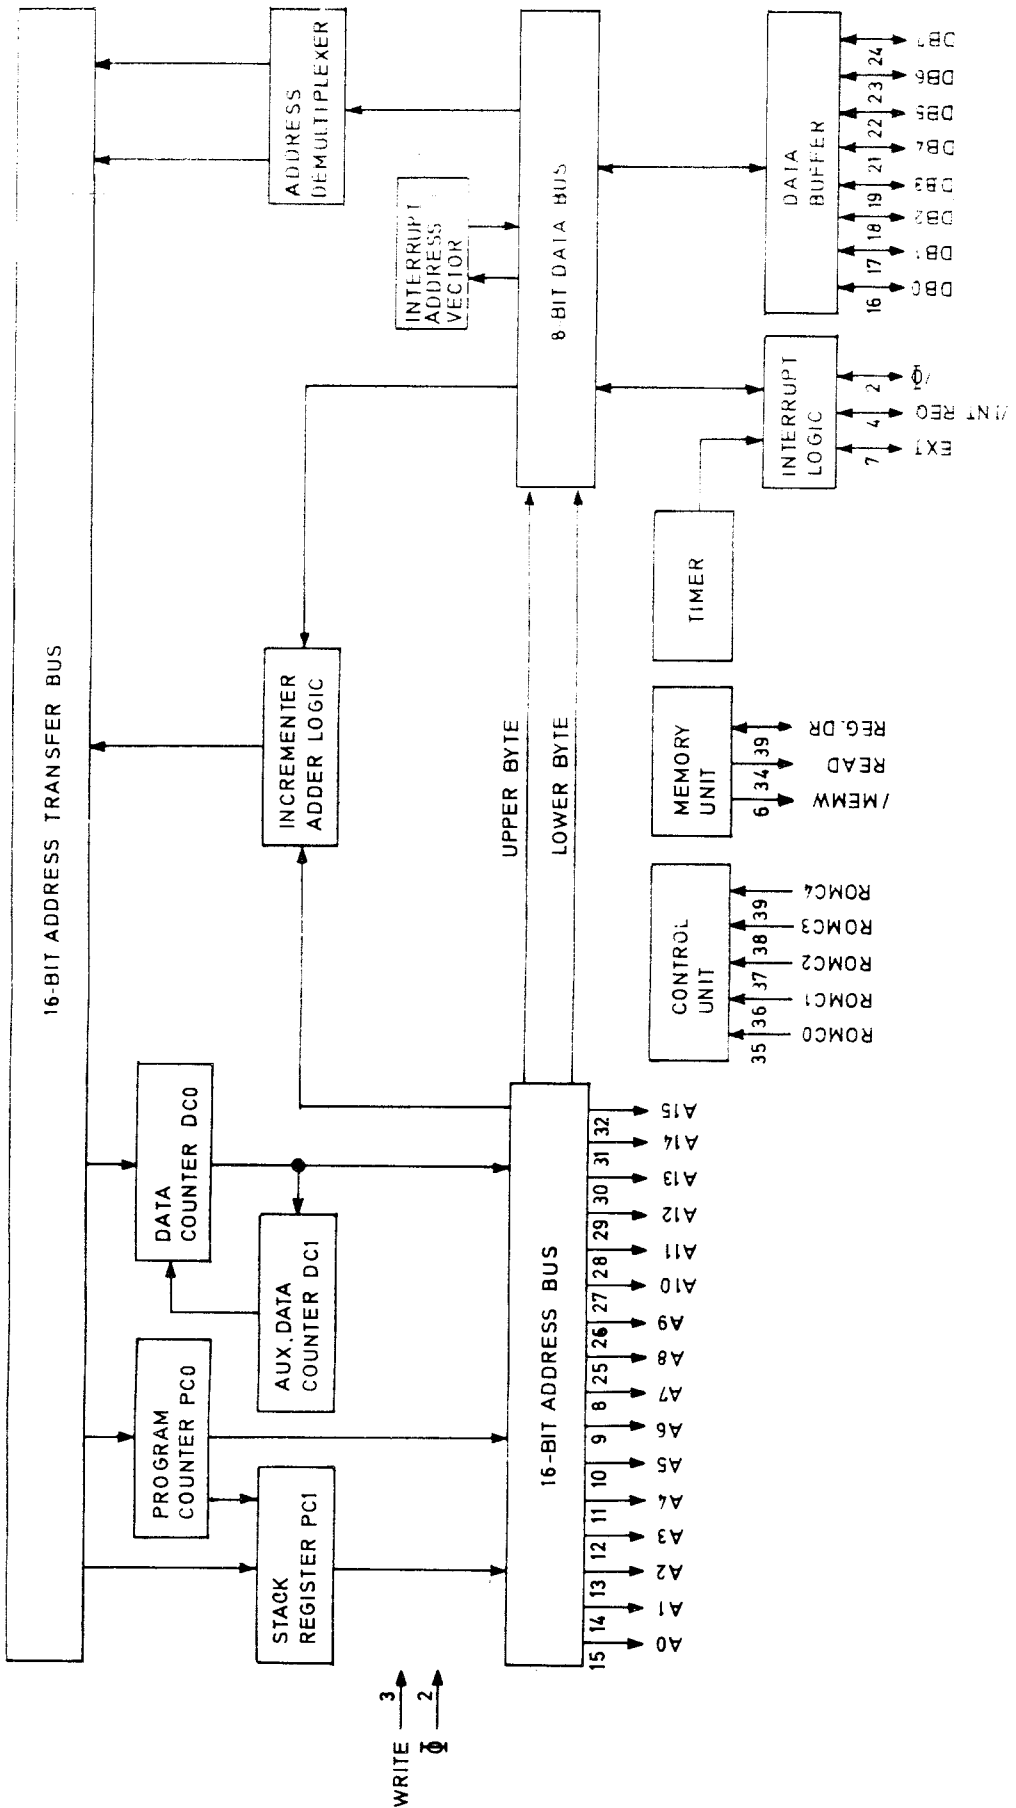 16-BIT ADDRESS TRANSFER BUS
STACK
REGISTER PC1
PROGRAM
COUNTER PC0
AUX. DATA
COUNTER DC1
DATA
COUNTER DC0
INCREMENTER
ADDER LOGIC
ADDRESS
DEMULTIPLEXER
INTERRUPT
ADDRESS
VECTOR
WRITE 3
Φ 2
16-BIT ADDRESS BUS
UPPER BYTE
LOWER BYTE
8-BIT DATA BUS
15 14 13 12 11 10 9 8 25 26 27 28 29 30 31 32
A0 A1 A2 A3 A4 A5 A6 A7 A8 A9 A10 A11 A12 A13 A14 A15
CONTROL
UNIT
35 36 37 38 39
ROMC0 ROMC1 ROMC2 ROMC3 ROMC4
MEMORY
UNIT
6 34 39
/MEMW READ REG.DR
TIMER
INTERRUPT
LOGIC
7 4 2
EXT /INT REQ /Φ
DATA
BUFFER
16 17 18 19 21 22 23 24
DB0 DB1 DB2 DB3 DB4 DB5 DB6 DB7